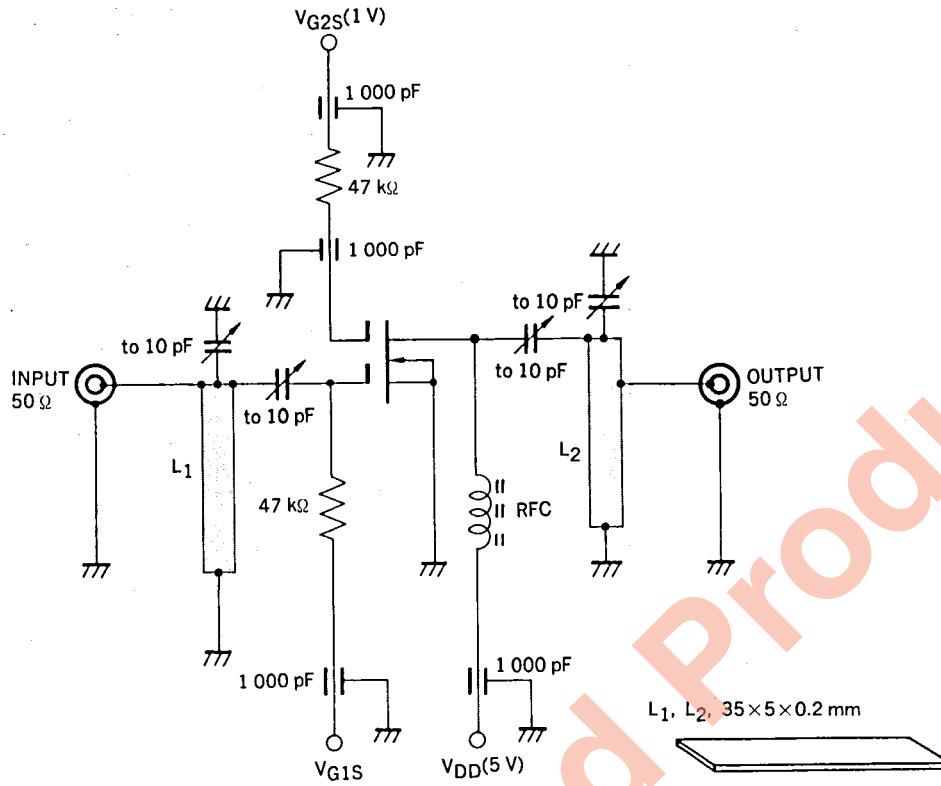 VG2S(1 V)
1 000 pF
47 kΩ
1 000 pF
to 10 pF
to 10 pF
INPUT
50 Ω
to 10 pF
to 10 pF
OUTPUT
50 Ω
L1
L2
47 kΩ
RFC
1 000 pF
1 000 pF
L1, L2, 35×5×0.2 mm
VG1S
VDD(5 V)
d Produ